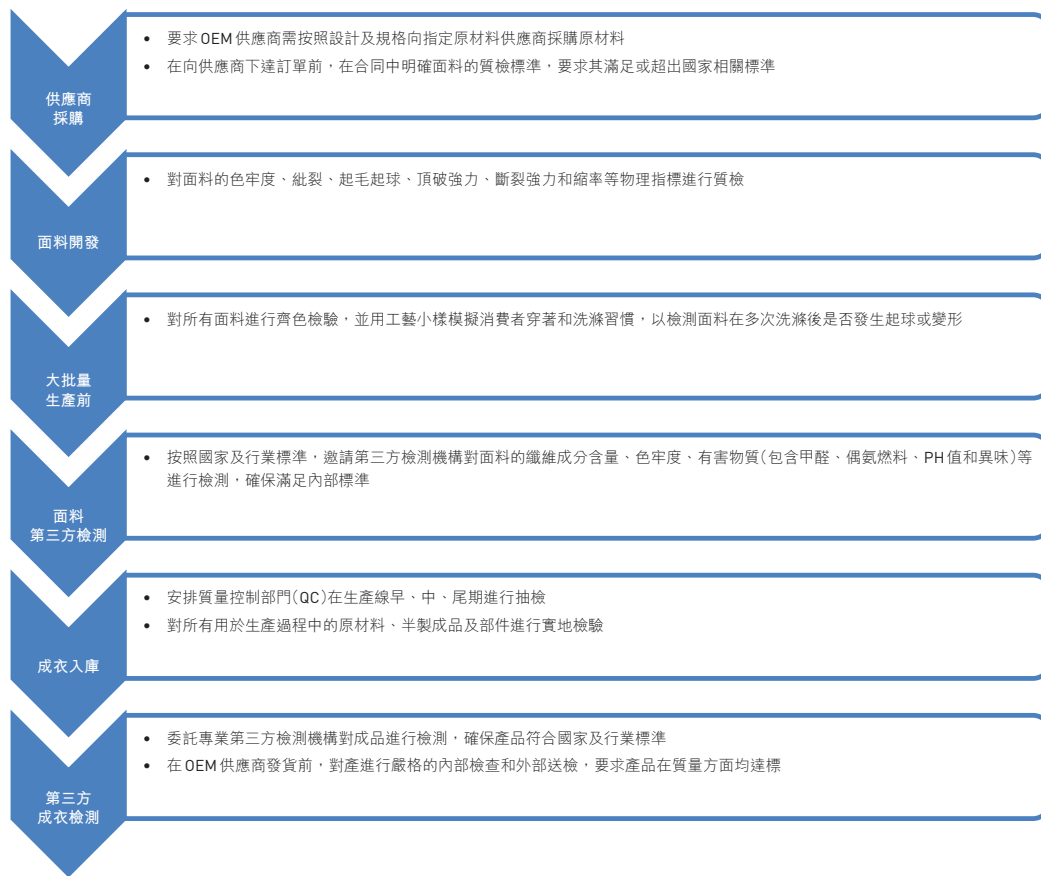 供應商
採購
• 要求OEM供應商需按照設計及規格向指定原材料供應商採購原材料
• 在向供應商下達訂單前，在合同中明確面料的質檢標準，要求其滿足或超出國家相關標準
面料開發
• 對面料的色牢度、紕裂、起毛起球、頂破強力、斷裂強力和縮率等物理指標進行質檢
大批量
生產前
• 對所有面料進行齊色檢驗，並用工藝小樣模擬消費者穿著和洗滌習慣，以檢測面料在多次洗滌後是否發生起球或變形
面料
第三方檢測
• 按照國家及行業標準，邀請第三方檢測機構對面料的纖維成分含量、色牢度、有害物質(包含甲醛、偶氨燃料、PH值和異味)等
進行檢測，確保滿足內部標準
成衣入庫
• 安排質量控制部門(QC)在生產線早、中、尾期進行抽檢
• 對所有用於生產過程中的原材料、半製成品及部件進行實地檢驗
第三方
成衣檢測
• 委託專業第三方檢測機構對成品進行檢測，確保產品符合國家及行業標準
• 在OEM供應商發貨前，對產進行嚴格的內部檢查和外部送檢，要求產品在質量方面均達標